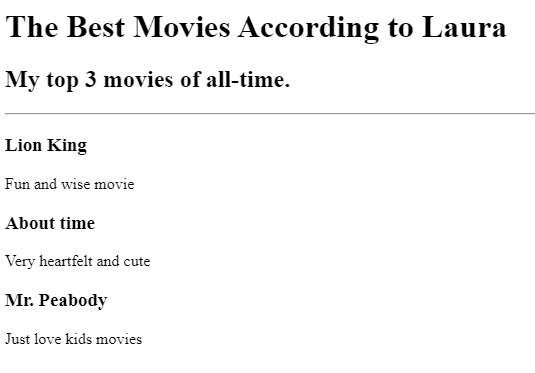 The Best Movies According to Laura
My top 3 movies of all-time.
Lion King
Fun and wise movie
About time
Very heartfelt and cute
Mr. Peabody
Just love kids movies